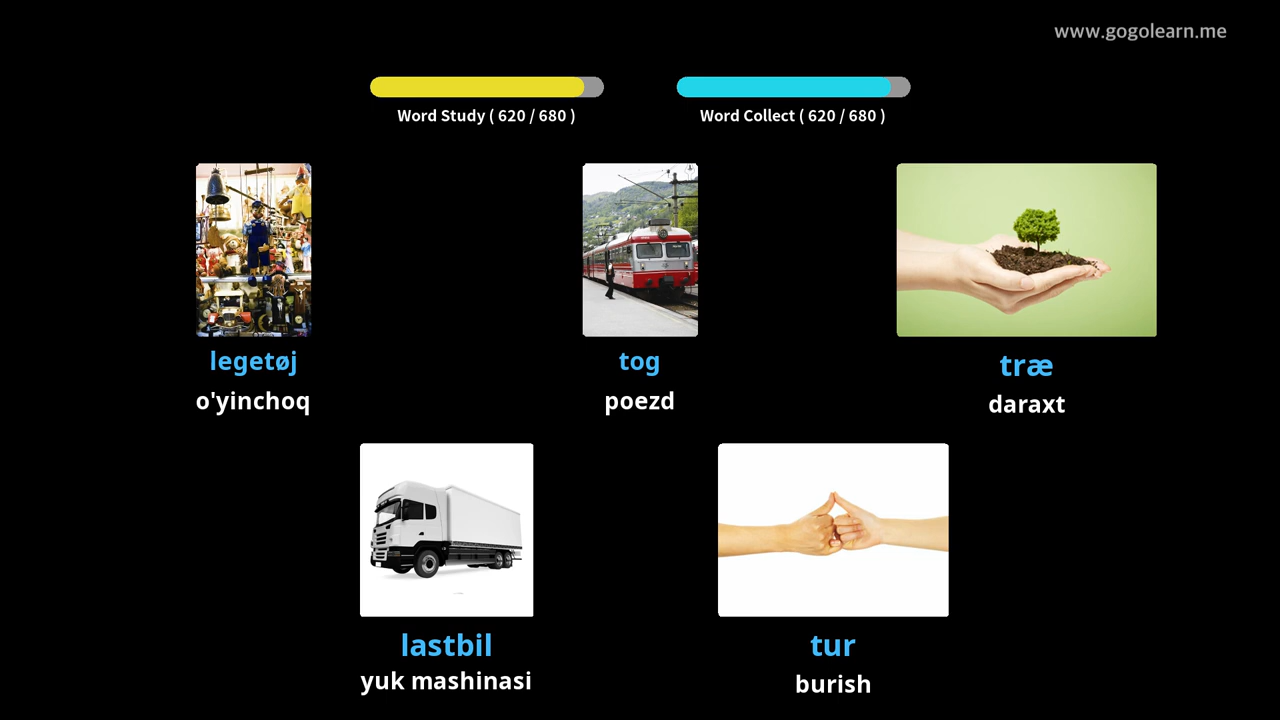 www.gogolearn.me
Word Study ( 620 / 680 )
Word Collect ( 620 / 680 )
legetøj
tog
træ
o'yinchoq
poezd
daraxt
lastbil
tur
yuk mashinasi
burish